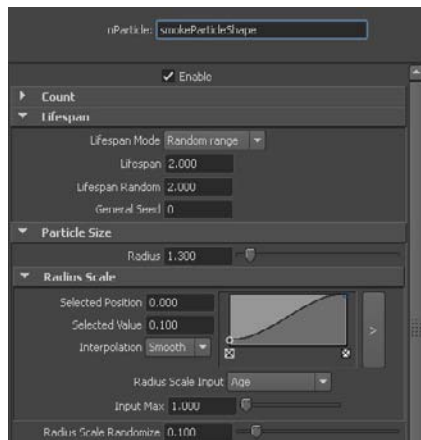 nParticle: smokeParticleShape
Enable
Count
Lifespan
Lifespan Mode Random range
Lifespan 2.000
Lifespan Random 2.000
General Seed 0
Particle Size
Radius 1.300
Radius Scale
Selected Position 0.000
Selected Value 0.100
Interpolation Smooth
>
Radius Scale Input Age
Input Max 1.000
Radius Scale Randomize 0.100